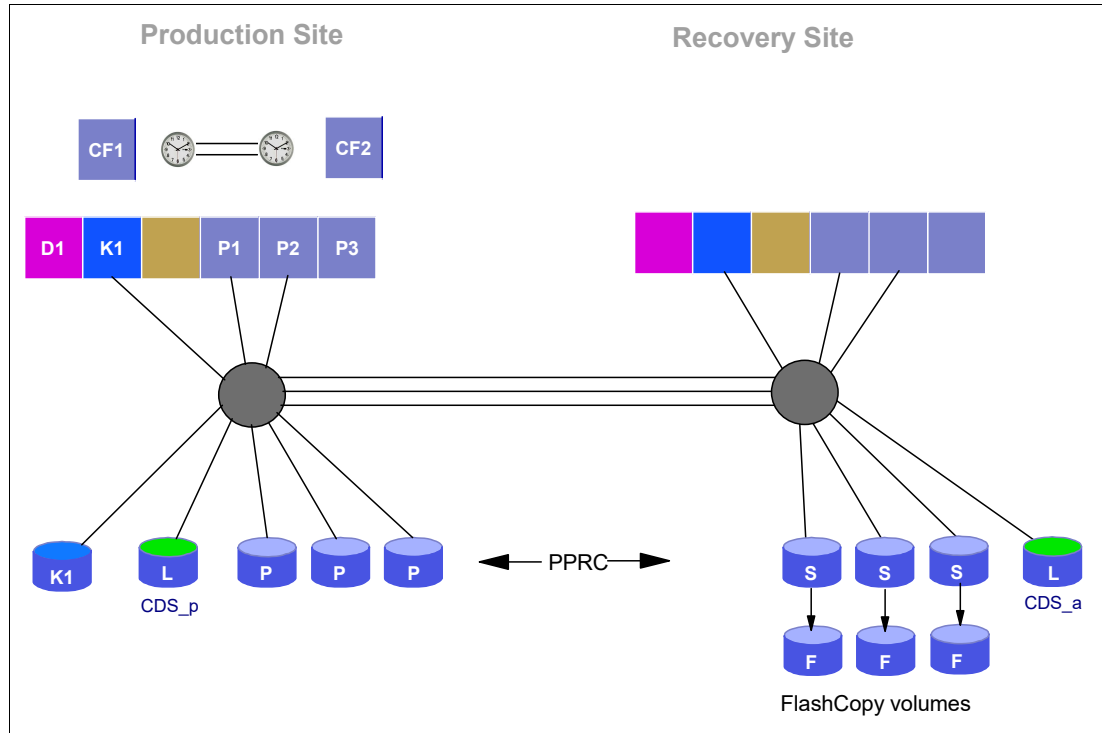 Production Site
Recovery Site
CF1
CF2
D1
K1
P1
P2
P3
PPRC
K1
L
P
P
P
S
S
S
L
CDS_p
CDS_a
F
F
F
FlashCopy volumes